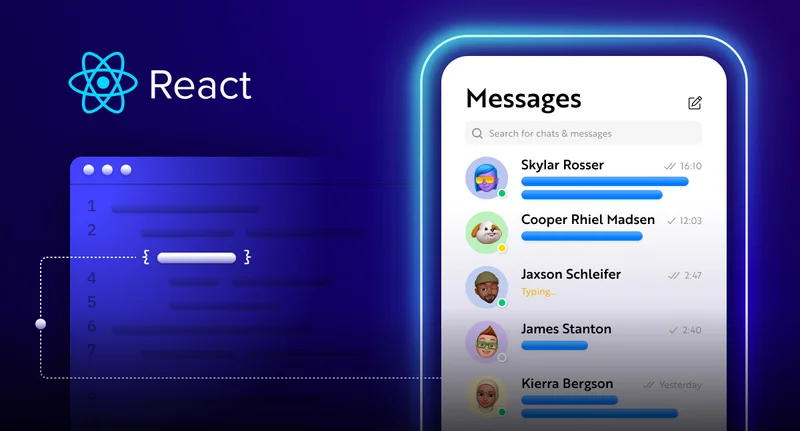 React
1
2
{ }
4
5
6
7
Messages
Search for chats & messages
Skylar Rosser 16:10
Cooper Rhiel Madsen 12:03
Jaxson Schleifer 2:47
Typing...
James Stanton 2:40
Kierra Bergson Yesterday